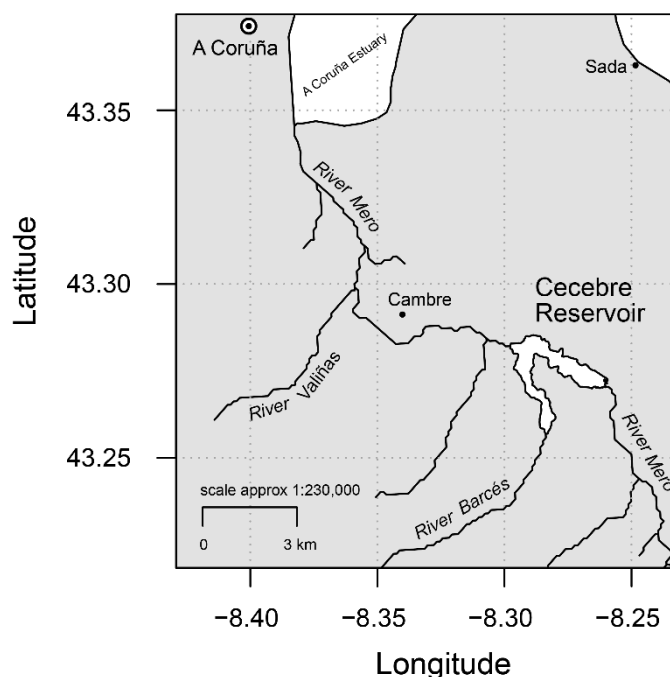 A Coruña
A Coruña Estuary
Sada
43.35
River Mero
Latitude
43.30
Cambre
Cecebre
Reservoir
River Valiñas
43.25
River Mero
scale approx 1:230,000
River Barcés
0 3 km
−8.40 −8.35 −8.30 −8.25
Longitude